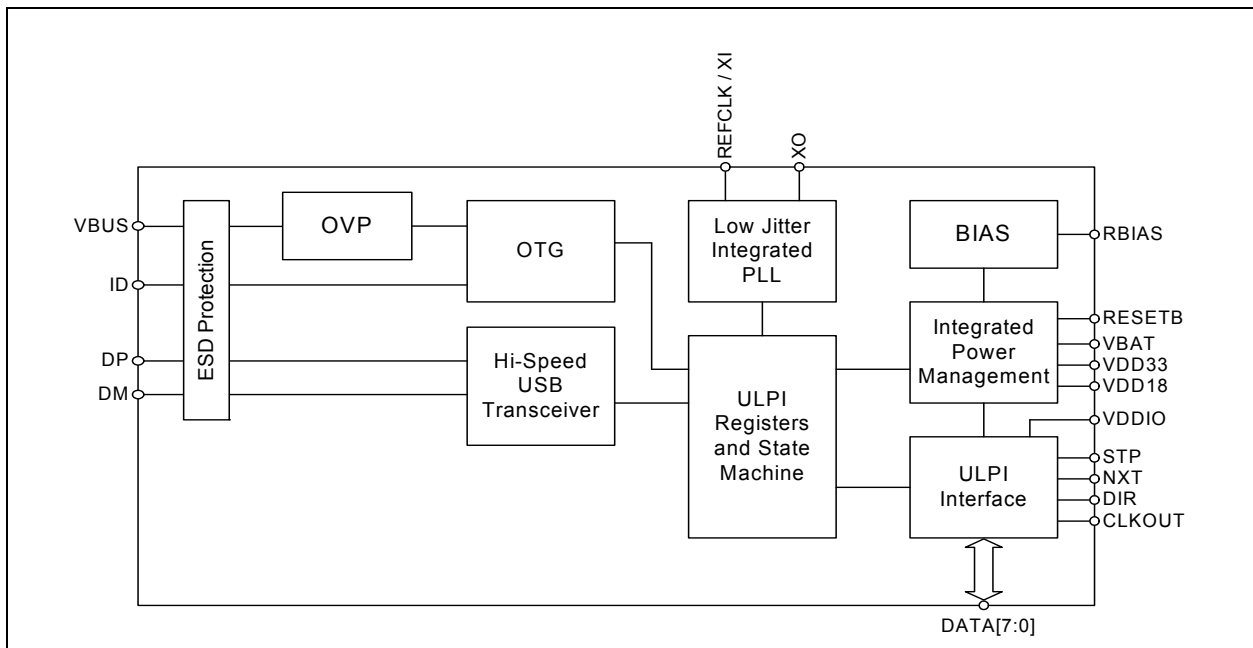 REFCLK / XI
XO
VBUS
ID
DP
DM
ESD Protection
OVP
OTG
Hi-Speed
USB
Transceiver
Low Jitter
Integrated
PLL
ULPI
Registers
and State
Machine
BIAS
Integrated
Power
Management
ULPI
Interface
RBIAS
RESETB
VBAT
VDD33
VDD18
VDDIO
STP
NXT
DIR
CLKOUT
DATA[7:0]